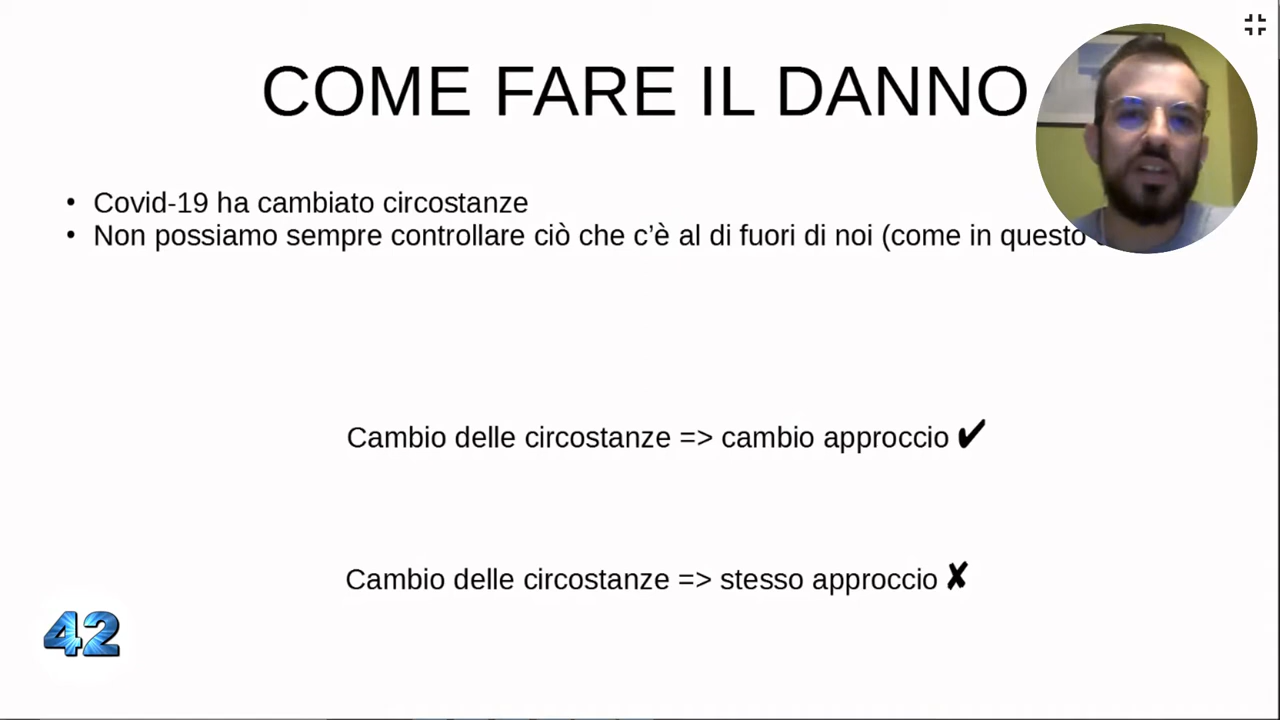 COME FARE IL DANNO
• Covid-19 ha cambiato circostanze
• Non possiamo sempre controllare ciò che c’è al di fuori di noi (come in questo
Cambio delle circostanze => cambio approccio ✔
Cambio delle circostanze => stesso approccio ✘
42